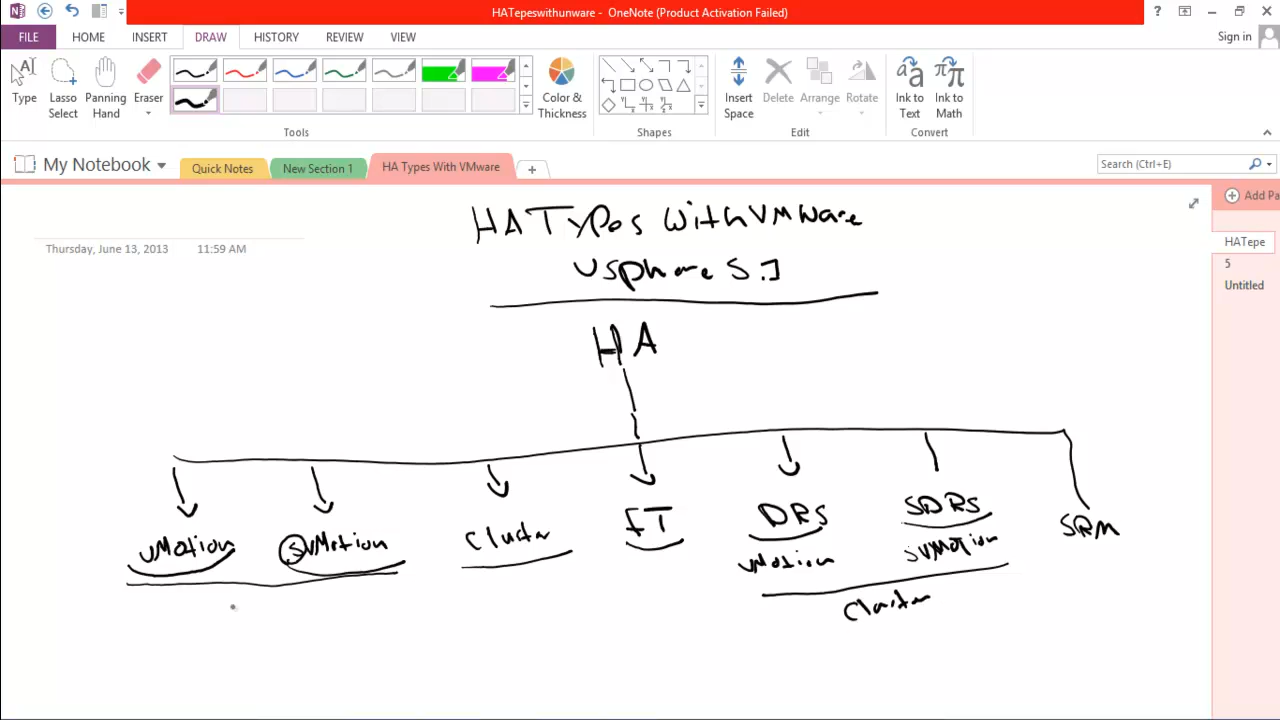 HATepeswithunware - OneNote (Product Activation Failed)
?
FILE HOME INSERT DRAW HISTORY REVIEW VIEW
Sign in
Type
Lasso Select
Panning Hand
Eraser
Color & Thickness
Insert Space
Delete
Arrange
Rotate
Ink to Text
Ink to Math
Tools
Shapes
Edit
Convert
My Notebook
Quick Notes
New Section 1
HA Types With VMware
Search (Ctrl+E)
Add Pa
HATepe
5
Untitled
Thursday, June 13, 2013 11:59 AM
HA Types With VMware
vSphere 5.1
HA
vMotion
SVMotion
Cluster
FT
DRS
vMotion
SDRS
SVMotion
SRM
Cluster